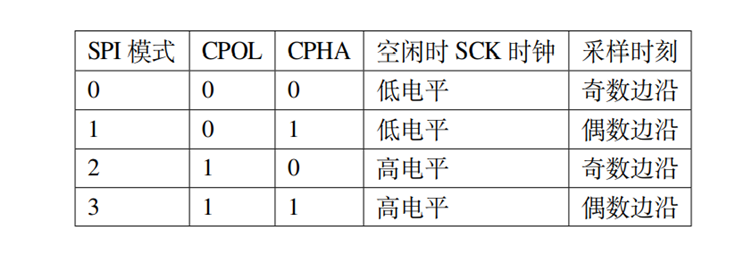 SPI 模式 CPOL CPHA 空闲时 SCK 时钟 采样时刻
0 0 0 低电平 奇数边沿
1 0 1 低电平 偶数边沿
2 1 0 高电平 奇数边沿
3 1 1 高电平 偶数边沿